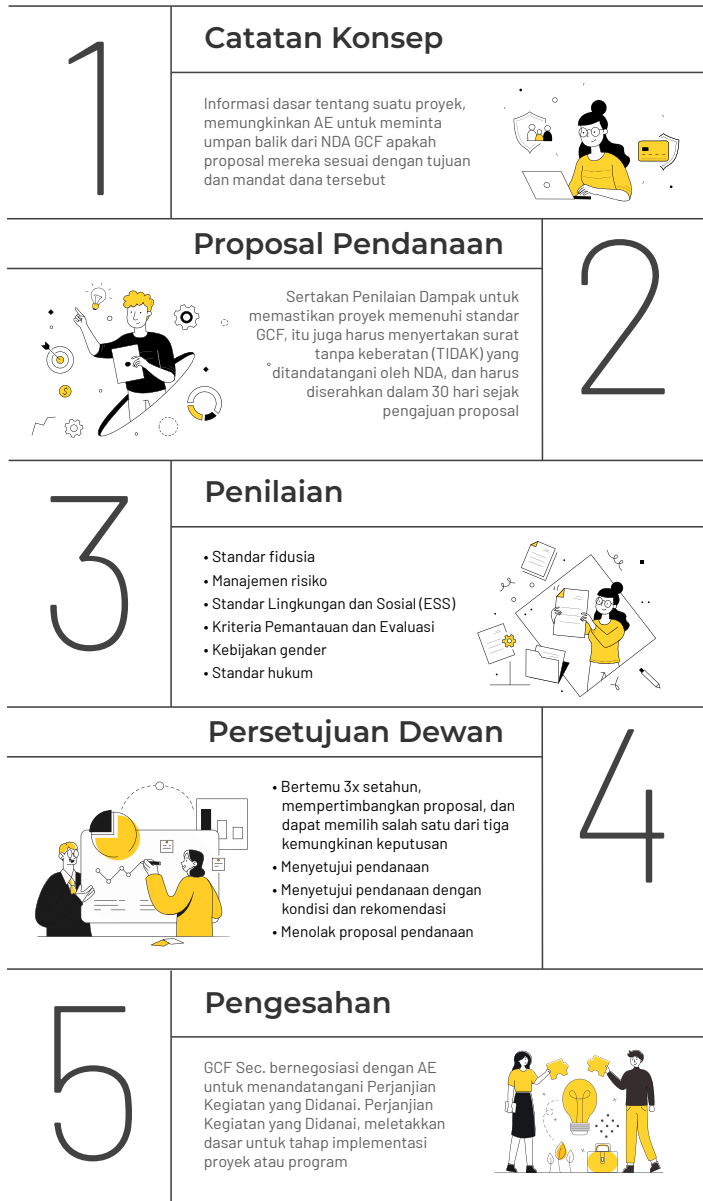 1
Catatan Konsep
Informasi dasar tentang suatu proyek,
memungkinkan AE untuk meminta
umpan balik dari NDA GCF apakah
proposal mereka sesuai dengan tujuan
dan mandat dana tersebut
Proposal Pendanaan
2
Sertakan Penilaian Dampak untuk
memastikan proyek memenuhi standar
GCF, itu juga harus menyertakan surat
tanpa keberatan (TIDAK) yang
ditandatangani oleh NDA, dan harus
diserahkan dalam 30 hari sejak
pengajuan proposal
3
Penilaian
• Standar fidusia
• Manajemen risiko
• Standar Lingkungan dan Sosial (ESS)
• Kriteria Pemantauan dan Evaluasi
• Kebijakan gender
• Standar hukum
Persetujuan Dewan
4
• Bertemu 3x setahun,
mempertimbangkan proposal, dan
dapat memilih salah satu dari tiga
kemungkinan keputusan
• Menyetujui pendanaan
• Menyetujui pendanaan dengan
kondisi dan rekomendasi
• Menolak proposal pendanaan
5
Pengesahan
GCF Sec. bernegosiasi dengan AE
untuk menandatangani Perjanjian
Kegiatan yang Didanai. Perjanjian
Kegiatan yang Didanai, meletakkan
dasar untuk tahap implementasi
proyek atau program